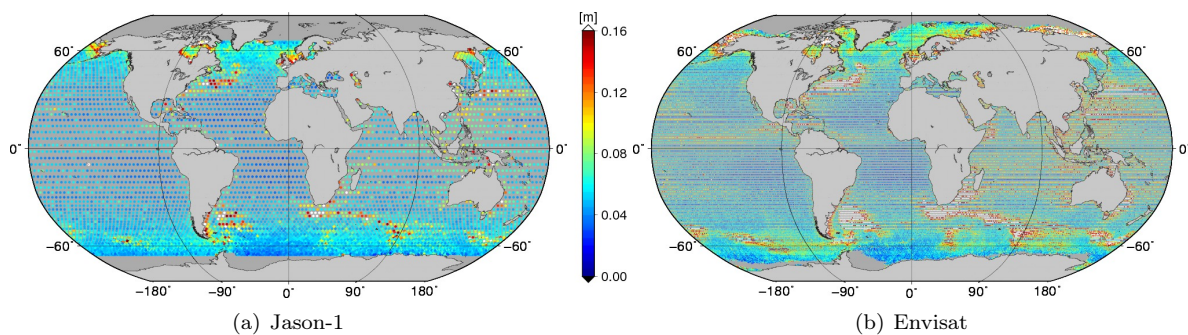 [m]
60˚ 60˚ 0.16 60˚ 60˚
0.12
0˚ 0˚ 0.08 0˚ 0˚
0.04
−60˚ −60˚ −60˚ −60˚
0.00
−180˚ −90˚ 0˚ 90˚ 180˚ −180˚ −90˚ 0˚ 90˚ 180˚
(a) Jason-1 (b) Envisat